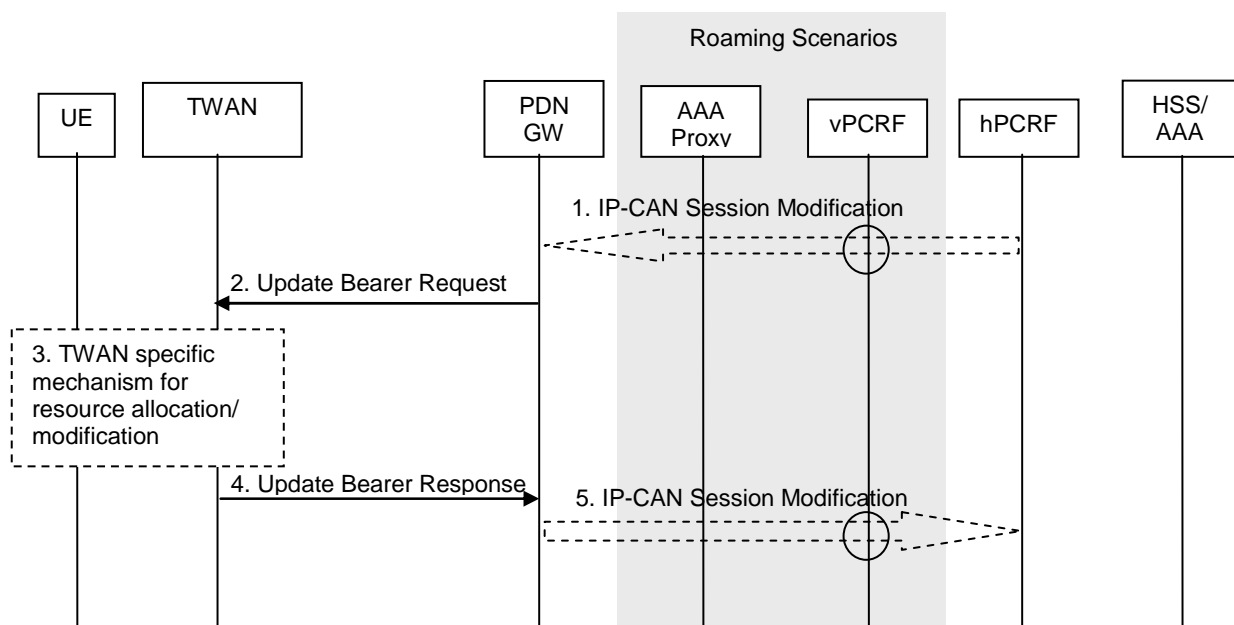 Roaming Scenarios
UE
TWAN
PDN
GW
AAA
Proxy
vPCRF
hPCRF
HSS/
AAA
1. IP-CAN Session Modification
2. Update Bearer Request
3. TWAN specific
mechanism for
resource allocation/
modification
4. Update Bearer Response
5. IP-CAN Session Modification